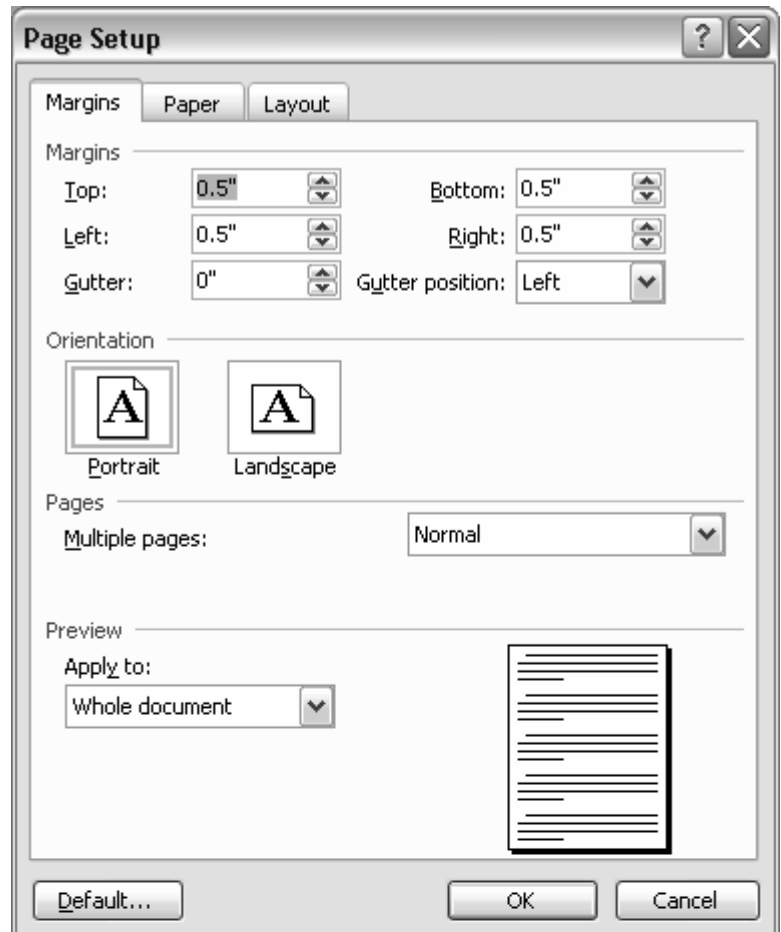 Page Setup
Margins Paper Layout
Margins
Top: 0.5" Bottom: 0.5"
Left: 0.5" Right: 0.5"
Gutter: 0" Gutter position: Left
Orientation
A A
Portrait Landscape
Pages
Multiple pages: Normal
Preview
Apply to:
Whole document
Default... OK Cancel